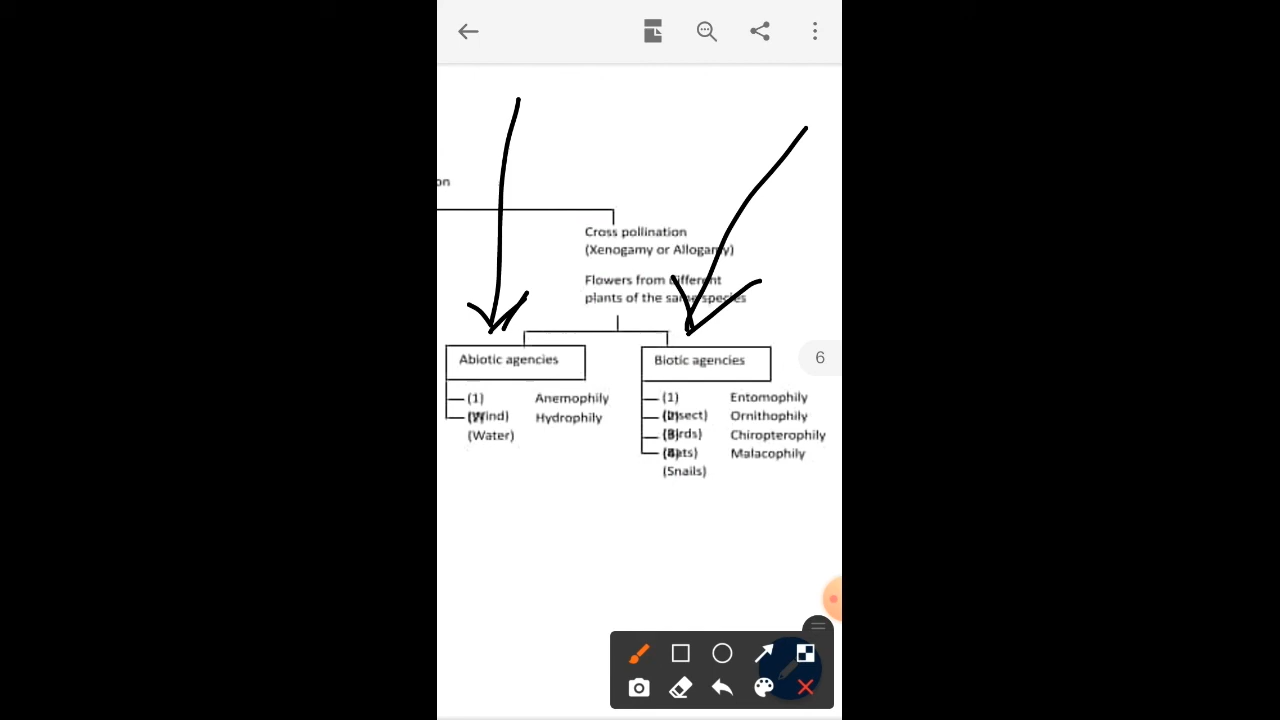 on
Cross pollination
(Xenogamy or Allogamy)
Flowers from different
plants of the same species
Abiotic agencies
Biotic agencies
(1) Anemophily
(Wind) Hydrophily
(Water)
(1) Entomophily
(Insect) Ornithophily
(Birds) Chiropterophily
(Bats) Malacophily
(Snails)
6